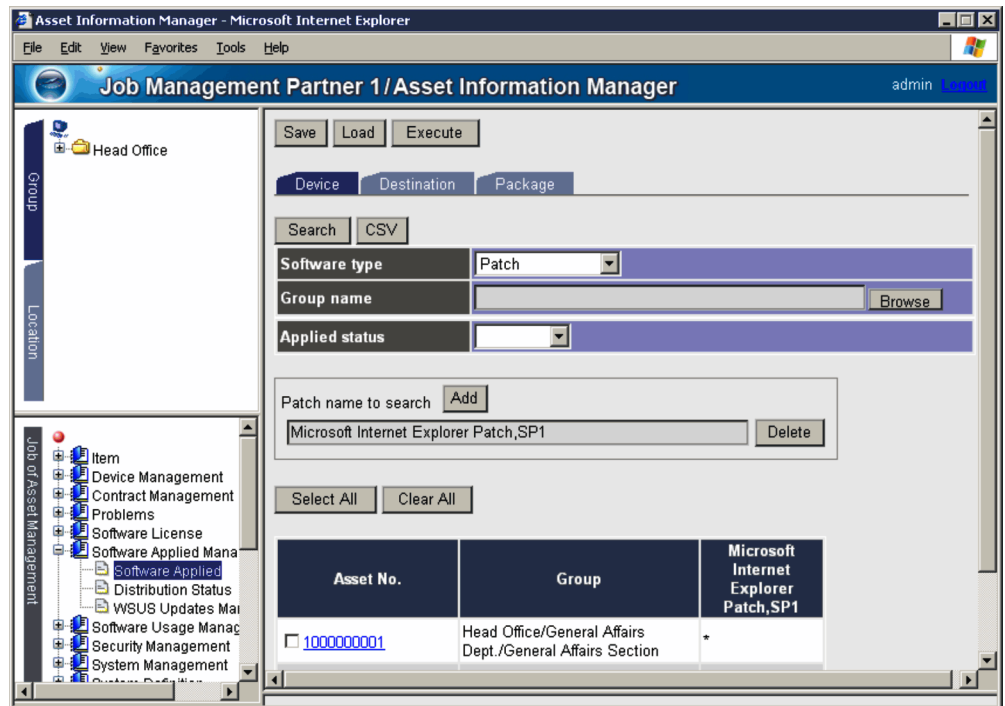 Asset Information Manager - Microsoft Internet Explorer
File Edit View Favorites Tools Help
Job Management Partner 1/Asset Information Manager
admin Logout
Group
Location
Head Office
Job of Asset Management
Item
Device Management
Contract Management
Problems
Software License
Software Applied Mana
Software Applied
Distribution Status
WSUS Updates Ma
Software Usage Manag
Security Management
System Management
Save Load Execute
Device Destination Package
Search CSV
Software type Patch
Group name Browse
Applied status
Patch name to search Add
Microsoft Internet Explorer Patch,SP1 Delete
Select All Clear All
Asset No. Group Microsoft
Internet
Explorer
Patch,SP1
1000000001 Head Office/General Affairs *
Dept./General Affairs Section